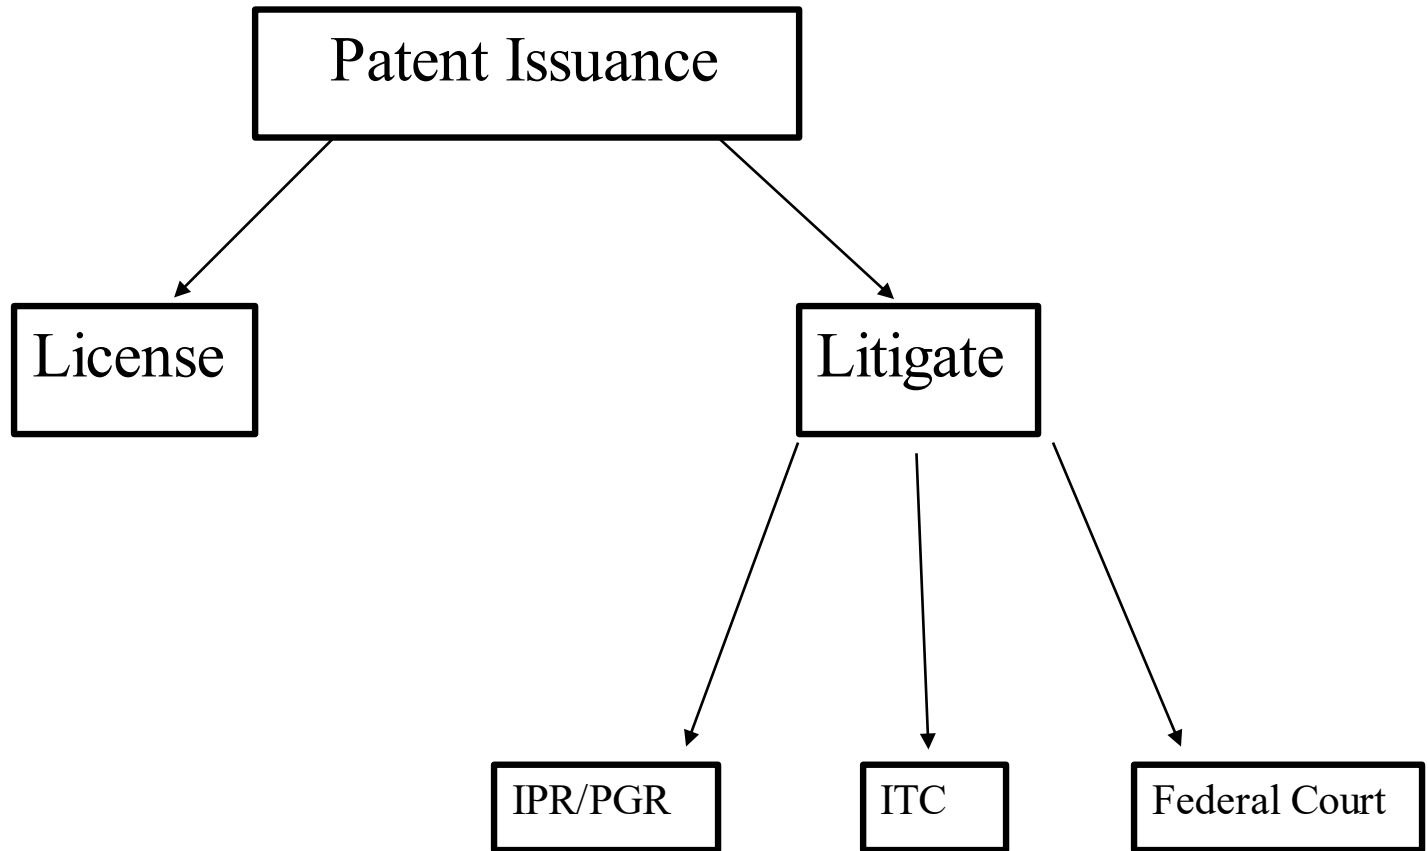 Patent Issuance
License
Litigate
IPR/PGR
ITC
Federal Court